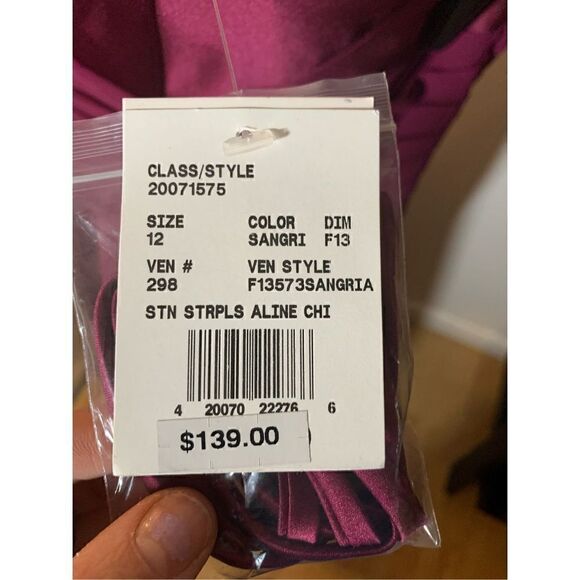 CLASS/STYLE
20071575
SIZE COLOR DIM
12 SANGRI F13
VEN # VEN STYLE
298 F13573SANGRIA
STN STRPLS ALINE CHI
4 20070 22276 6
$139.00